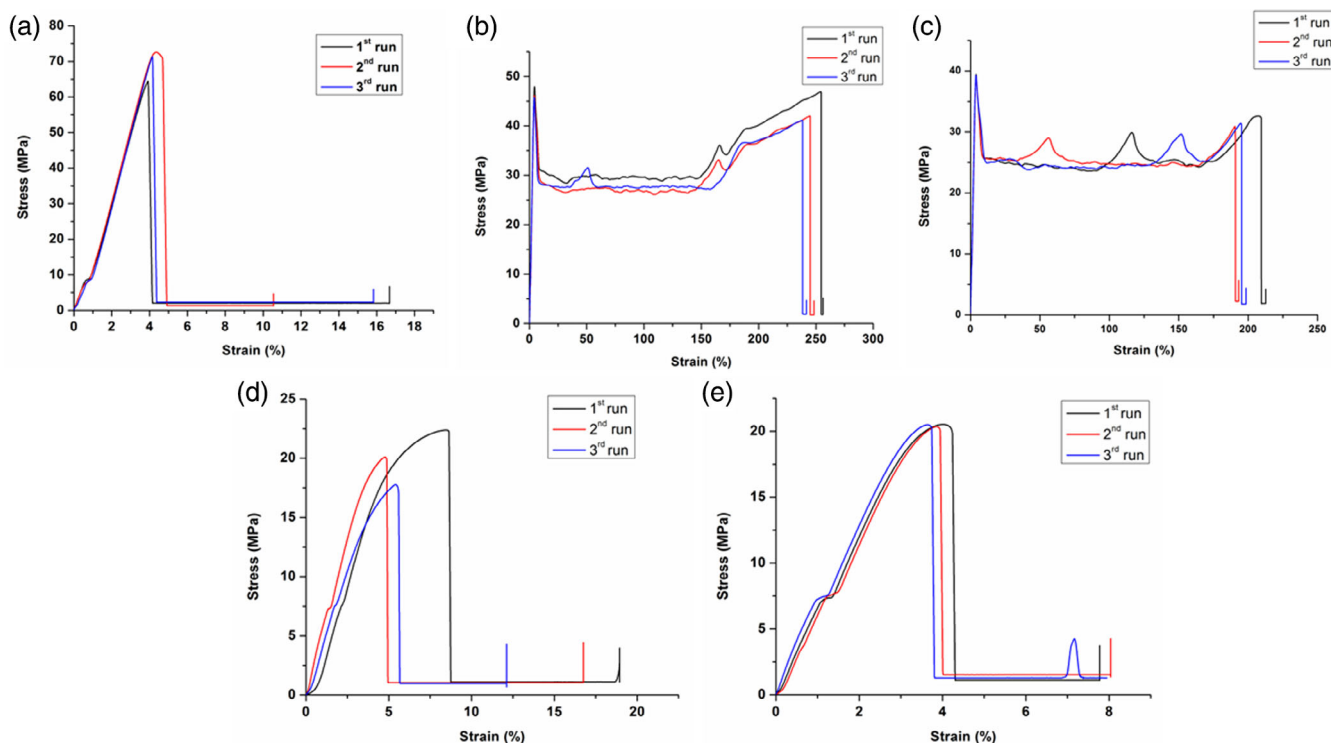 (a)
1st run
2nd run
3rd run
Stress (MPa)
80
70
60
50
40
30
20
10
0
0 2 4 6 8 10 12 14 16 18
Strain (%)
(b)
1st run
2nd run
3rd run
Stress (MPa)
50
40
30
20
10
0
0 50 100 150 200 250 300
Strain (%)
(c)
1st run
2nd run
3rd run
Stress (MPa)
40
30
20
10
0
0 50 100 150 200 250
Strain (%)
(d)
1st run
2nd run
3rd run
Stress (MPa)
25
20
15
10
5
0
0 5 10 15 20
Strain (%)
(e)
1st run
2nd run
3rd run
Stress (MPa)
20
15
10
5
0
0 2 4 6 8
Strain (%)